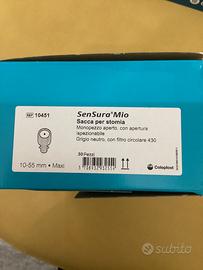 REF 10451
SenSura® Mio
Sacca per stomia
Monopezzo aperto, con apertura
ispezionabile
Grigio neutro, con filtro circolare 430
10-55 mm • Maxi
30 Pezzi
Coloplast
subito